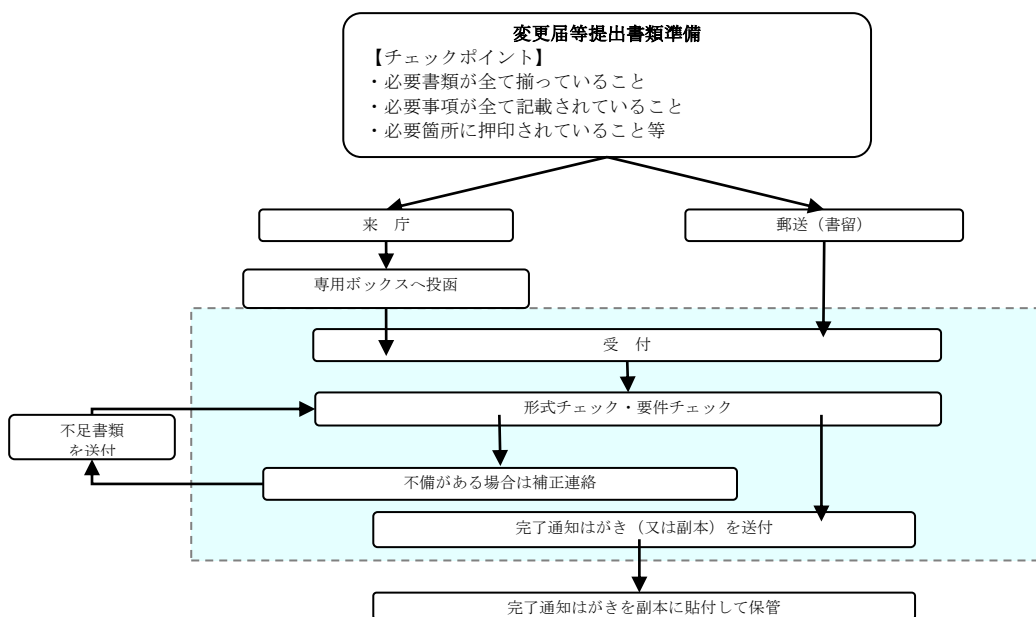 変更届等提出書類準備
【チェックポイント】
・必要書類が全て揃っていること
・必要事項が全て記載されていること
・必要箇所に押印されていること等
来　庁
郵送（書留）
専用ボックスへ投函
受　付
形式チェック・要件チェック
不足書類
を送付
不備がある場合は補正連絡
完了通知はがき（又は副本）を送付
完了通知はがきを副本に貼付して保管